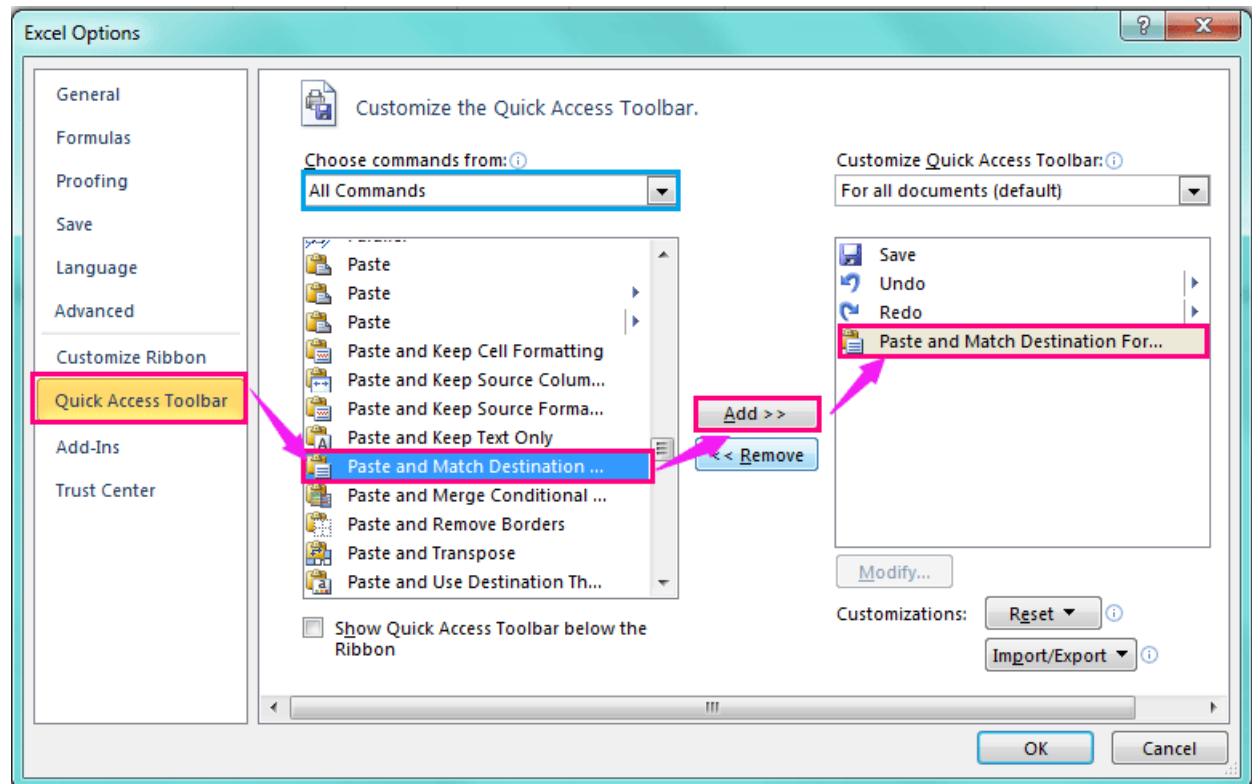 Excel Options
General
Formulas
Proofing
Save
Language
Advanced
Customize Ribbon
Quick Access Toolbar
Add-Ins
Trust Center
Customize the Quick Access Toolbar.
Choose commands from:
All Commands
Paste
Paste
Paste
Paste and Keep Cell Formatting
Paste and Keep Source Colum...
Paste and Keep Source Forma...
Paste and Keep Text Only
Paste and Match Destination ...
Paste and Merge Conditional ...
Paste and Remove Borders
Paste and Transpose
Paste and Use Destination Th...
Show Quick Access Toolbar below the
Ribbon
Add >>
<< Remove
Customize Quick Access Toolbar:
For all documents (default)
Save
Undo
Redo
Paste and Match Destination For...
Modify...
Customizations:
Reset
Import/Export
OK
Cancel